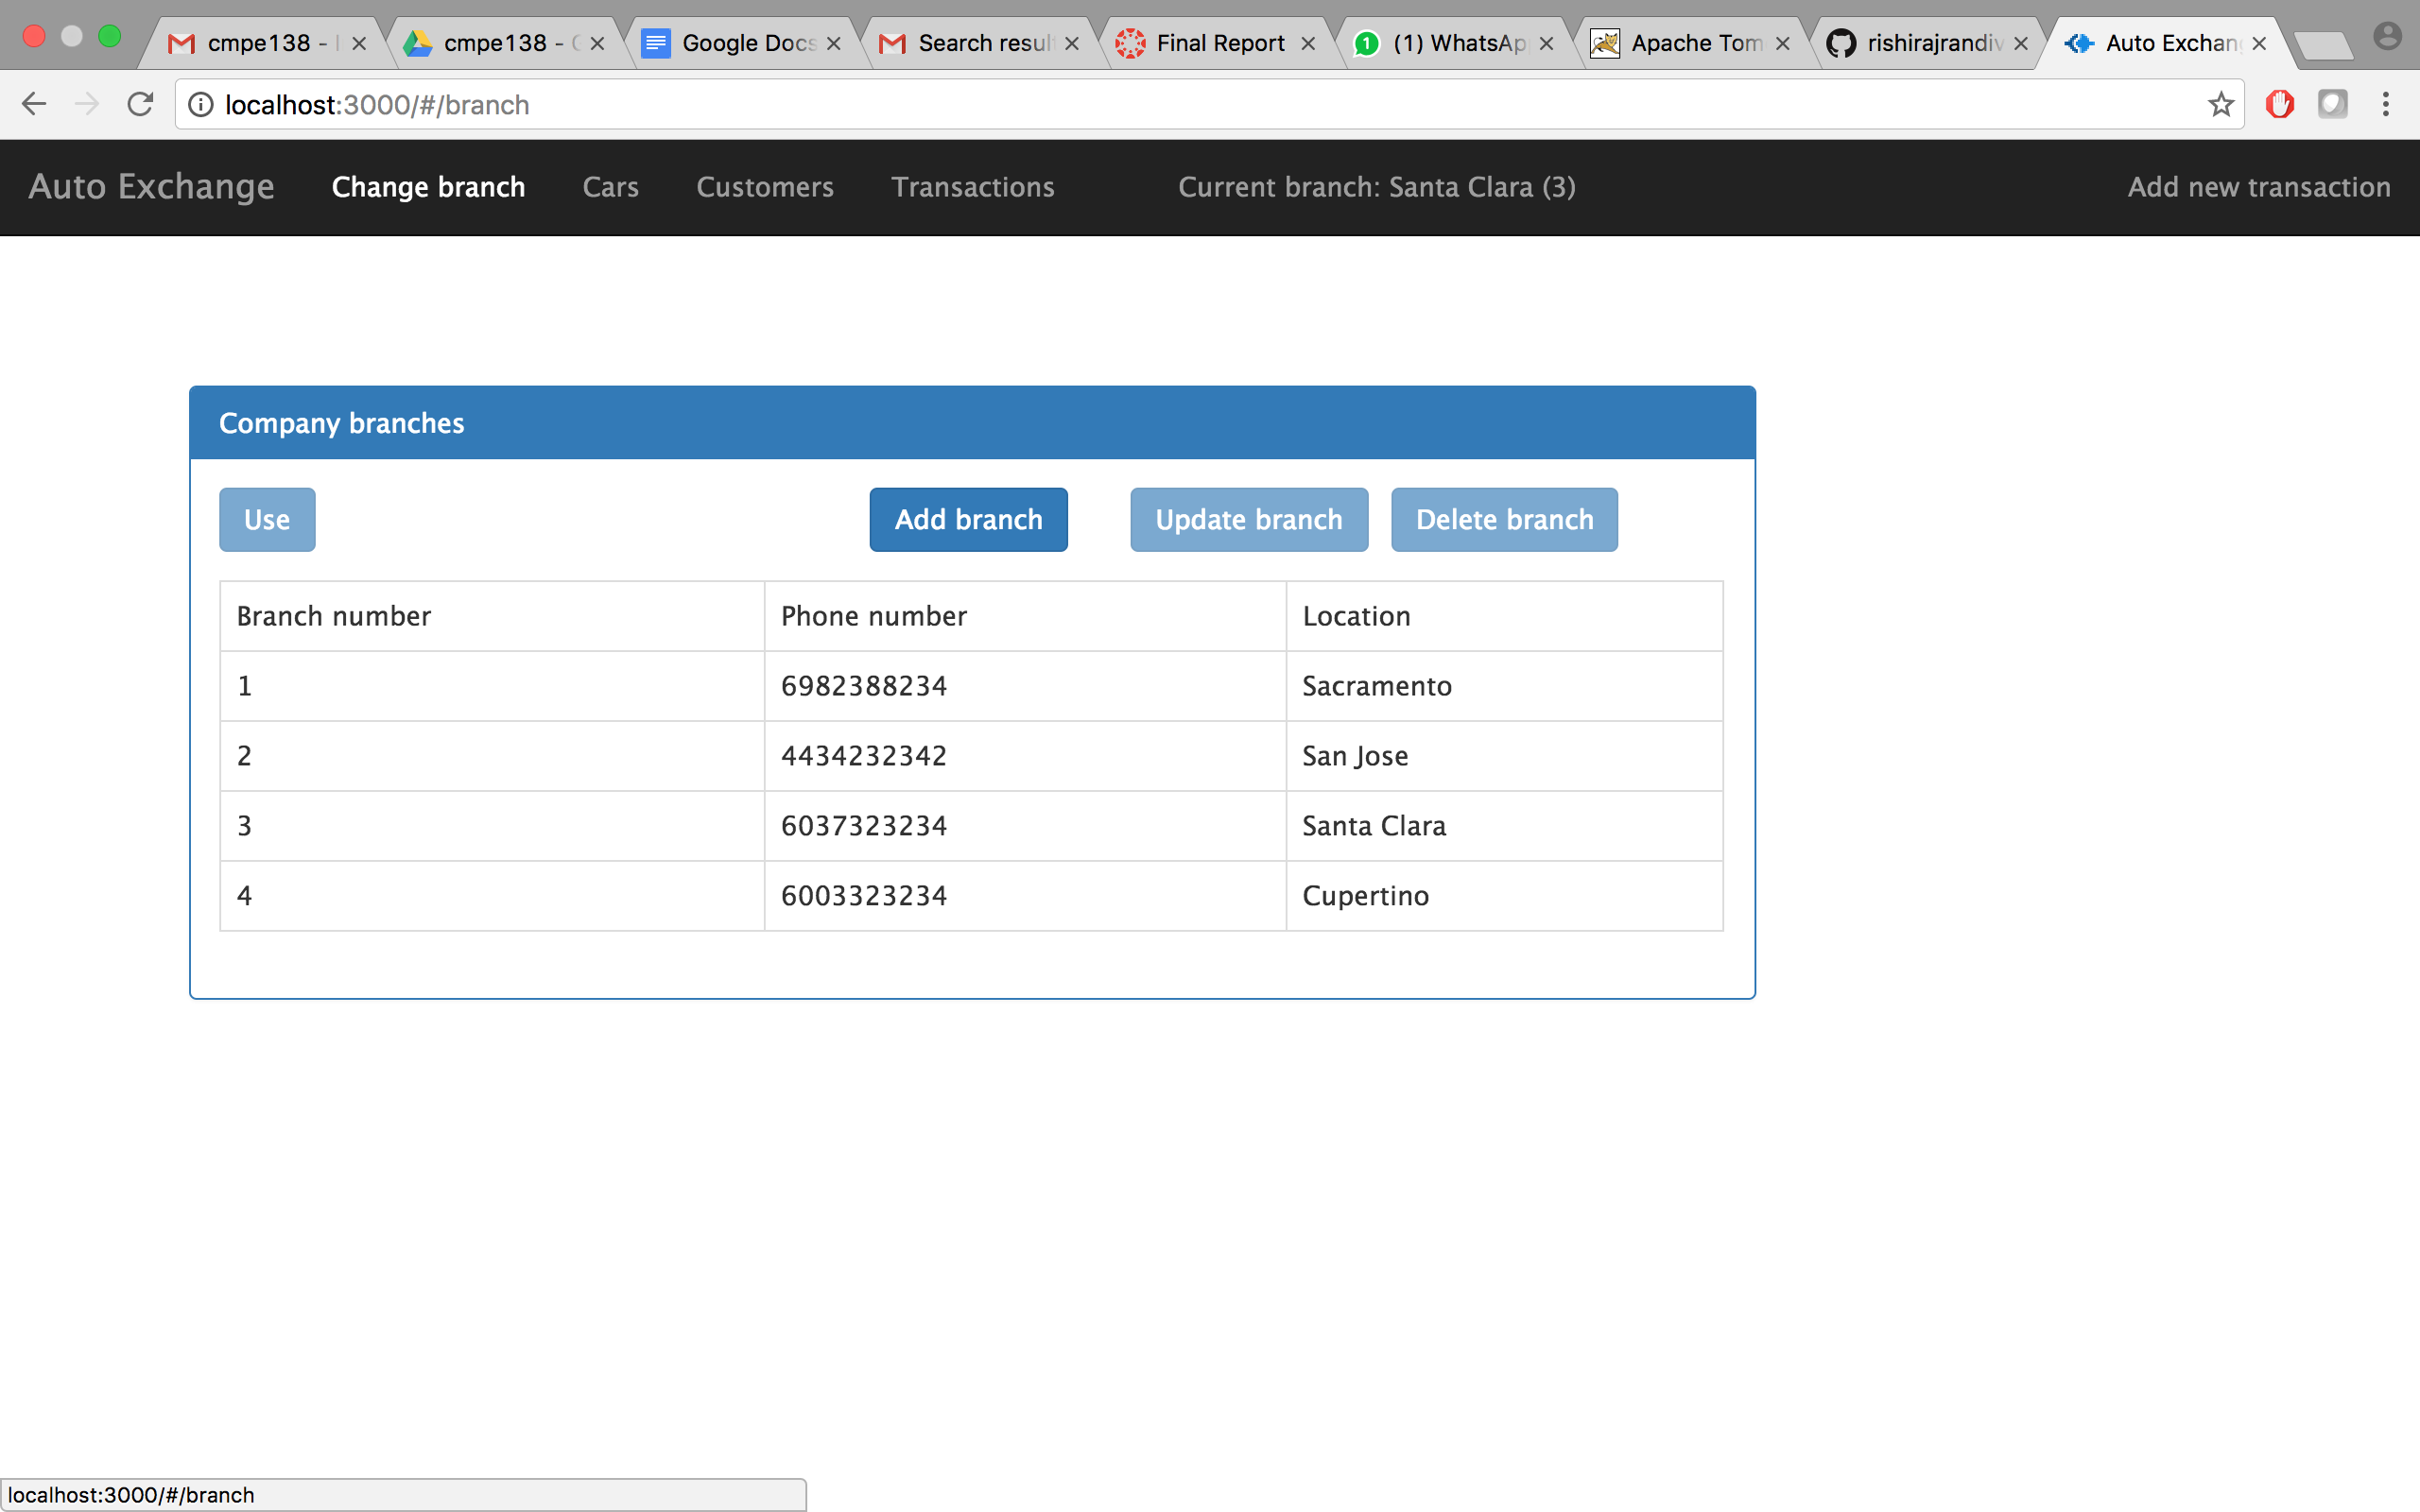 cmpe138 - cmpe138 - Google Docs Search resul Final Report (1) WhatsAp Apache Tom rishirajrandiv Auto Exchan
localhost:3000/#/branch
Auto Exchange Change branch Cars Customers Transactions Current branch: Santa Clara (3) Add new transaction
Company branches
Use Add branch Update branch Delete branch
Branch number Phone number Location
1 6982388234 Sacramento
2 4434232342 San Jose
3 6037323234 Santa Clara
4 6003323234 Cupertino
localhost:3000/#/branch